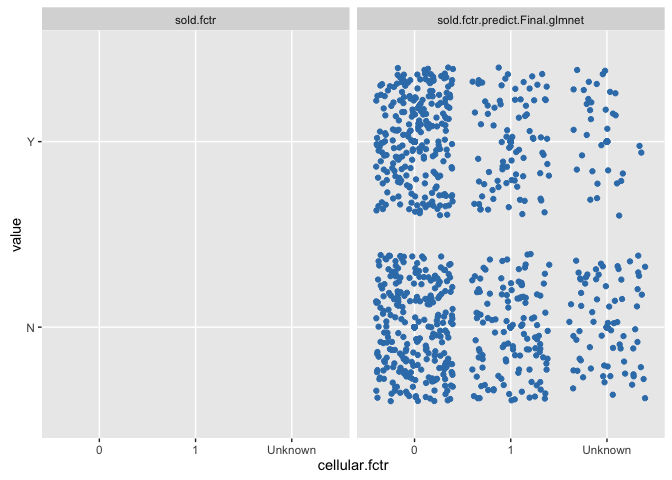 sold.fctr
sold.fctr.predict.Final.glmnet
value
Y
N
0
1
Unknown
0
1
Unknown
cellular.fctr